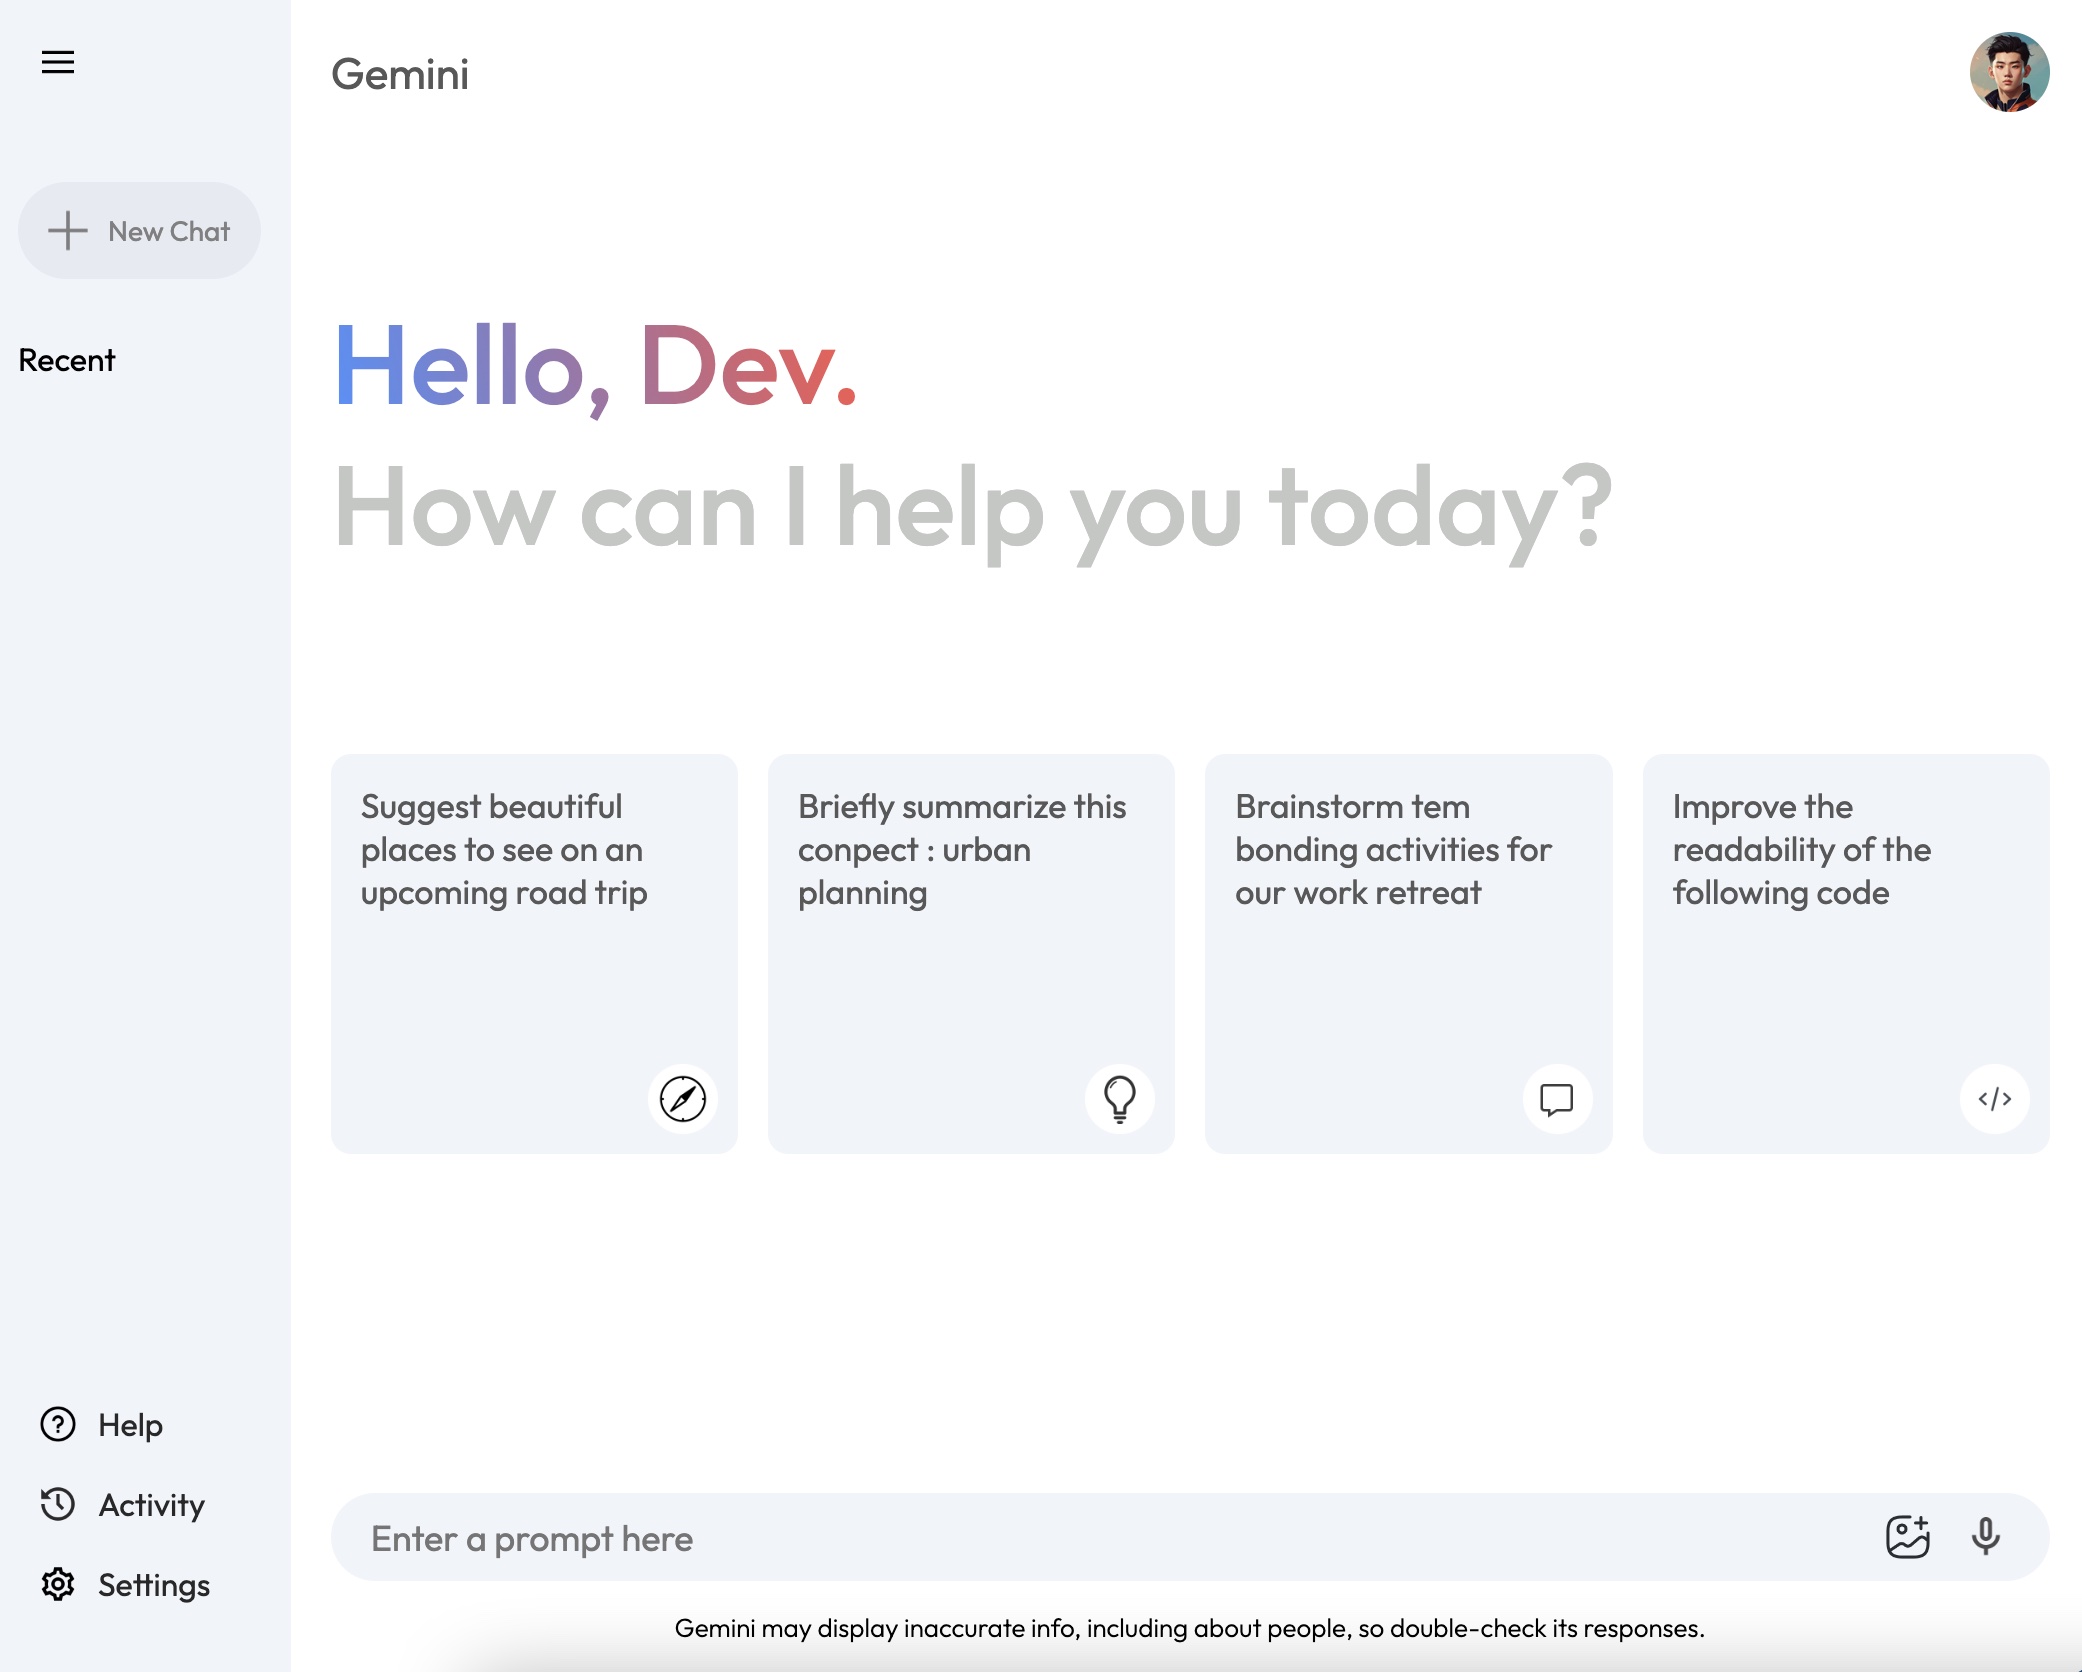 Gemini
New Chat
Recent
Hello, Dev.
How can I help you today?
Suggest beautiful
places to see on an
upcoming road trip
Briefly summarize this
conpect : urban
planning
Brainstorm tem
bonding activities for
our work retreat
Improve the
readability of the
following code
</>
Help
Activity
Settings
Enter a prompt here
Gemini may display inaccurate info, including about people, so double-check its responses.